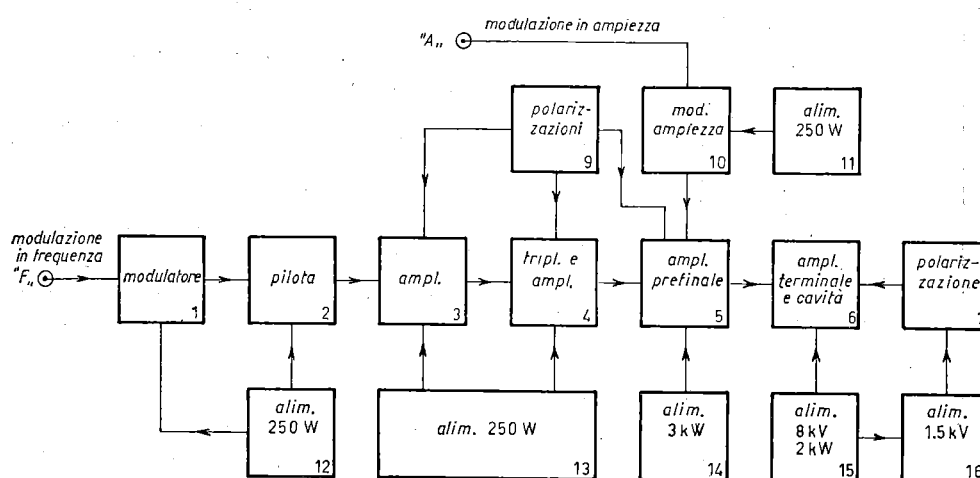 modulazione in ampiezza
"A„
polariz-
zazioni
9
mod.
ampiezza
10
alim.
250 W
11
modulazione
in frequenza
"F„
modulatore
1
pilota
2
ampl.
3
tripl. e
ampl.
4
ampl.
prefinale
5
ampl.
terminale
e cavità
6
polariz-
zazione
alim.
250 W
12
alim. 250 W
13
alim.
3 kW
14
alim.
8 kV
2 kW
15
alim.
1.5 kV
16